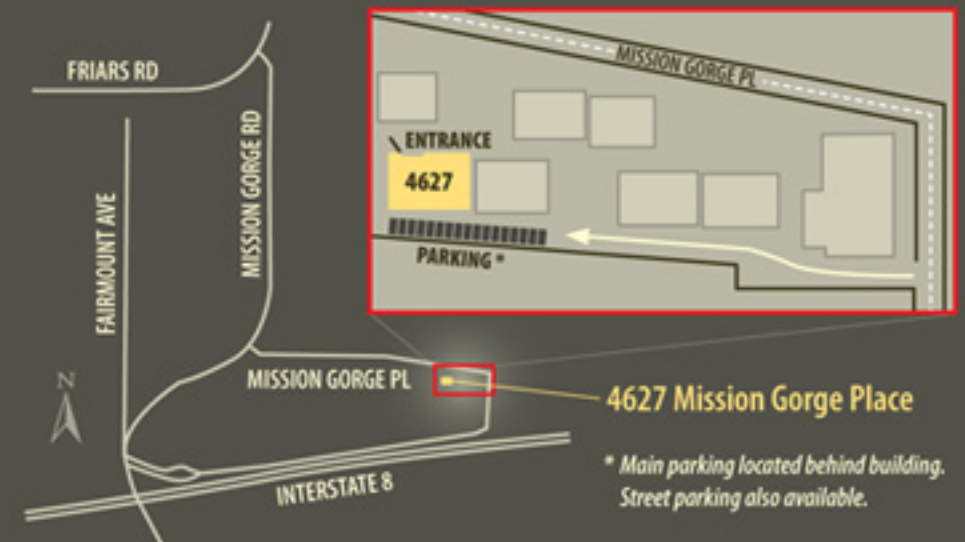 FRIARS RD
FAIRMOUNT AVE
MISSION GORGE RD
MISSION GORGE PL
ENTRANCE
4627
PARKING *
MISSION GORGE PL
N
4627 Mission Gorge Place
INTERSTATE 8
* Main parking located behind building.
Street parking also available.